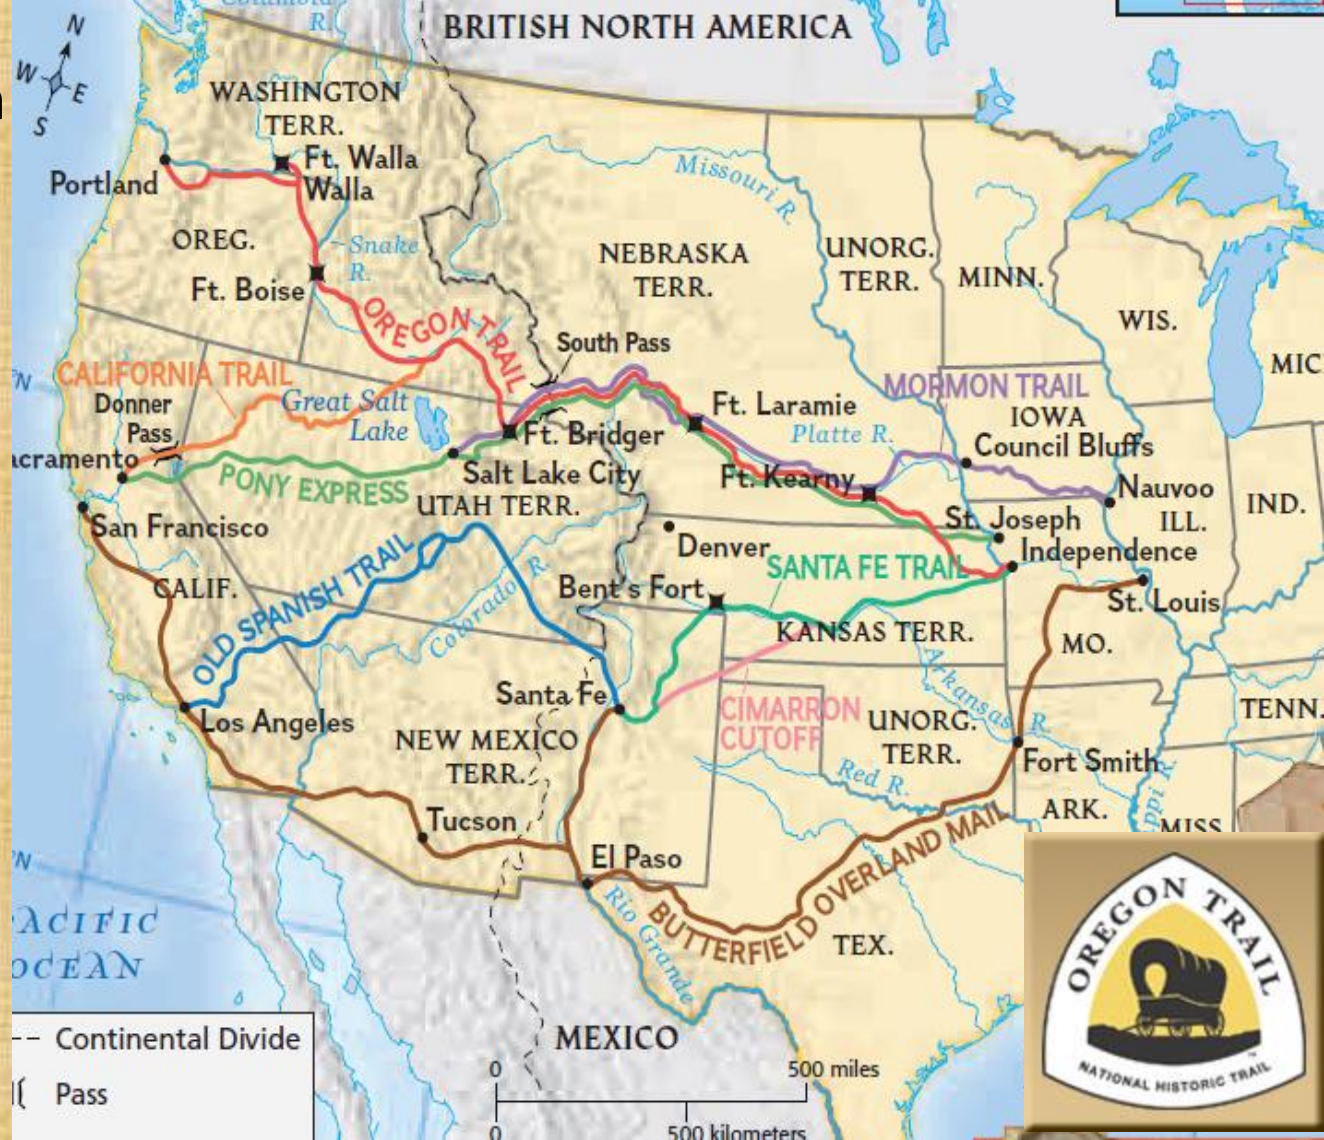 Columbia
R.
BRITISH NORTH AMERICA
N
W
E
S
WASHINGTON
TERR.
Ft. Walla
Walla
Portland
Missouri R.
OREG.
Snake
R.
NEBRASKA
TERR.
UNORG.
TERR.
MINN.
Ft. Boise
WIS.
OREGON TRAIL
South Pass
MIC
CALIFORNIA TRAIL
N
Donner
Pass
Great Salt
Lake
MORMON TRAIL
Ft. Laramie
Platte R.
IOWA
Council Bluffs
Ft. Bridger
acramento
Salt Lake City
PONY EXPRESS
Ft. Kearny
Nauvoo
UTAH TERR.
ILL.
IND.
San Francisco
St. Joseph
Denver
Independence
SANTA FE TRAIL
Bent's Fort
CALIF.
OLD SPANISH TRAIL
Colorado R.
St. Louis
KANSAS TERR.
MO.
Arkansas R.
Santa Fe
CIMARRON
CUTOFF
TENN.
Los Angeles
UNORG.
TERR.
NEW MEXICO
TERR.
Red R.
Fort Smith
ARK.
ippi R.
MISS
Tucson
El Paso
BUTTERFIELD OVERLAND MAIL
N
Rio Grande
TEX.
ACIFIC
OCEAN
MEXICO
Continental Divide
Pass
0
500 miles
0
500 kilometers
OREGON TRAIL
NATIONAL HISTORIC TRAIL